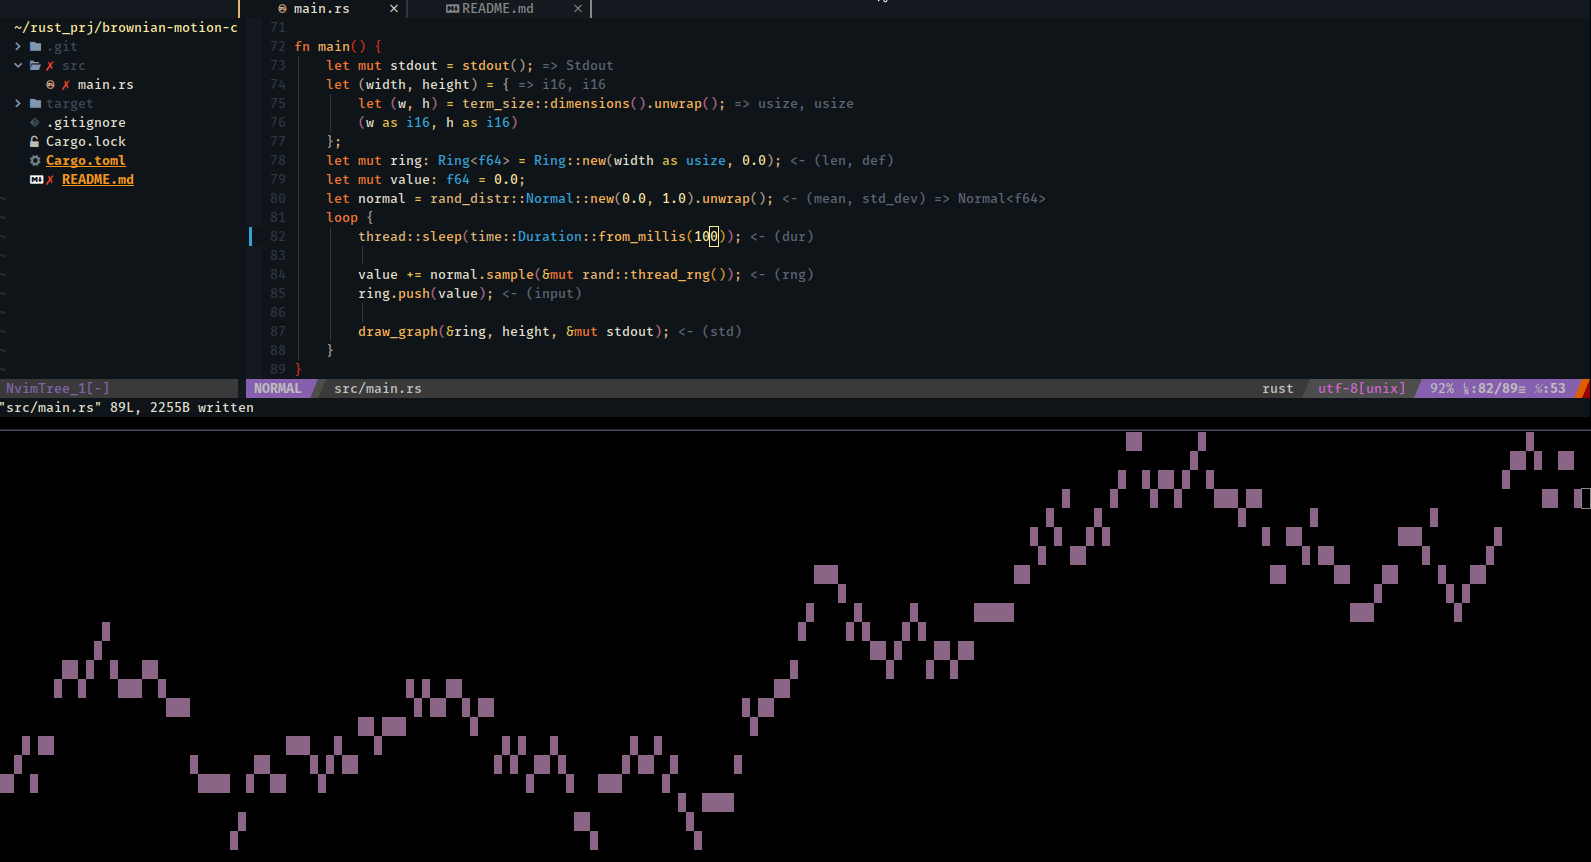 main.rs ×
README.md ×
~/rust_prj/brownian-motion-c
.git
src
main.rs
target
.gitignore
Cargo.lock
Cargo.toml
README.md
71
72 fn main() {
73 let mut stdout = stdout(); => Stdout
74 let (width, height) = { => i16, i16
75 let (w, h) = term_size::dimensions().unwrap(); => usize, usize
76 (w as i16, h as i16)
77 };
78 let mut ring: Ring<f64> = Ring::new(width as usize, 0.0); <- (len, def)
79 let mut value: f64 = 0.0;
80 let normal = rand_distr::Normal::new(0.0, 1.0).unwrap(); <- (mean, std_dev) => Normal<f64>
81 loop {
82 thread::sleep(time::Duration::from_millis(100)); <- (dur)
83
84 value += normal.sample(&mut rand::thread_rng()); <- (rng)
85 ring.push(value); <- (input)
86
87 draw_graph(&ring, height, &mut stdout); <- (std)
88 }
89 }
NvimTree_1[-]
NORMAL src/main.rs rust utf-8[unix] 92% :82/89≡ :53
"src/main.rs" 89L, 2255B written